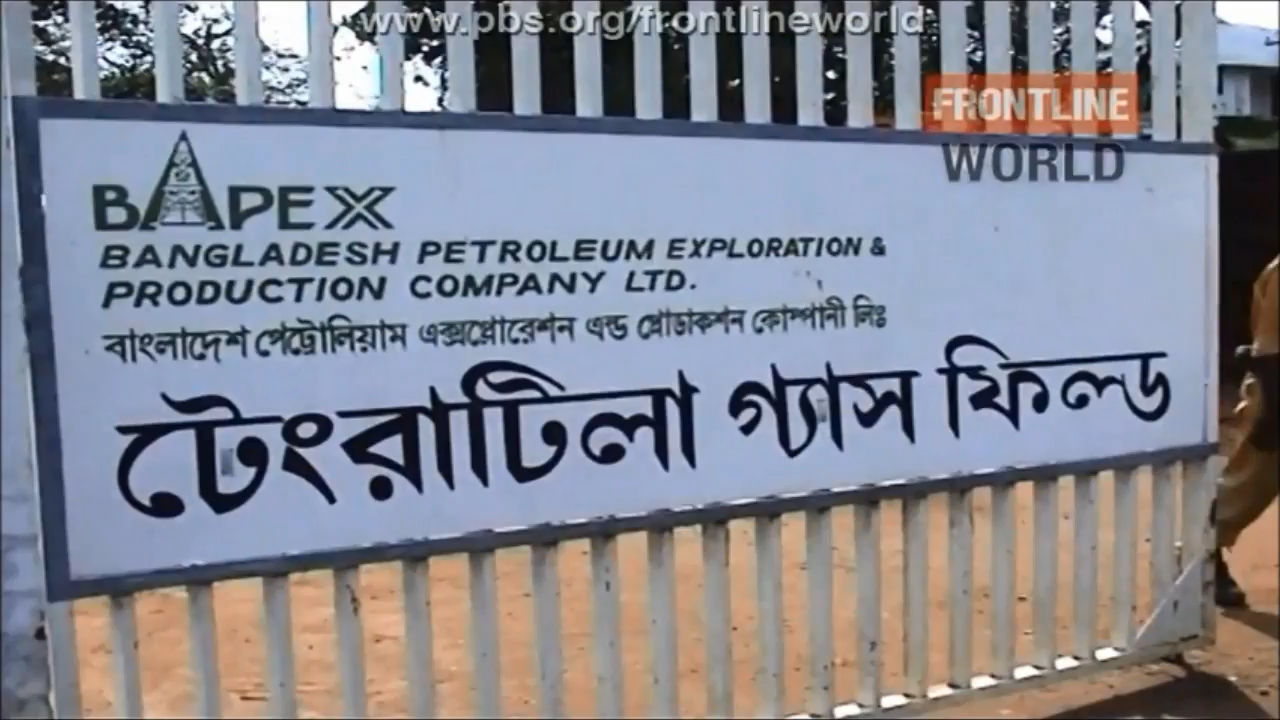 www.pbs.org/frontlineworld
FRONTLINE
WORLD
BAPEX
BANGLADESH PETROLEUM EXPLORATION &
PRODUCTION COMPANY LTD.
বাংলাদেশ পেট্রোলিয়াম এক্সপ্লোরেশন এন্ড প্রোডাকশন কোম্পানী লিঃ
টেংরাটিলা গ্যাস ফিল্ড